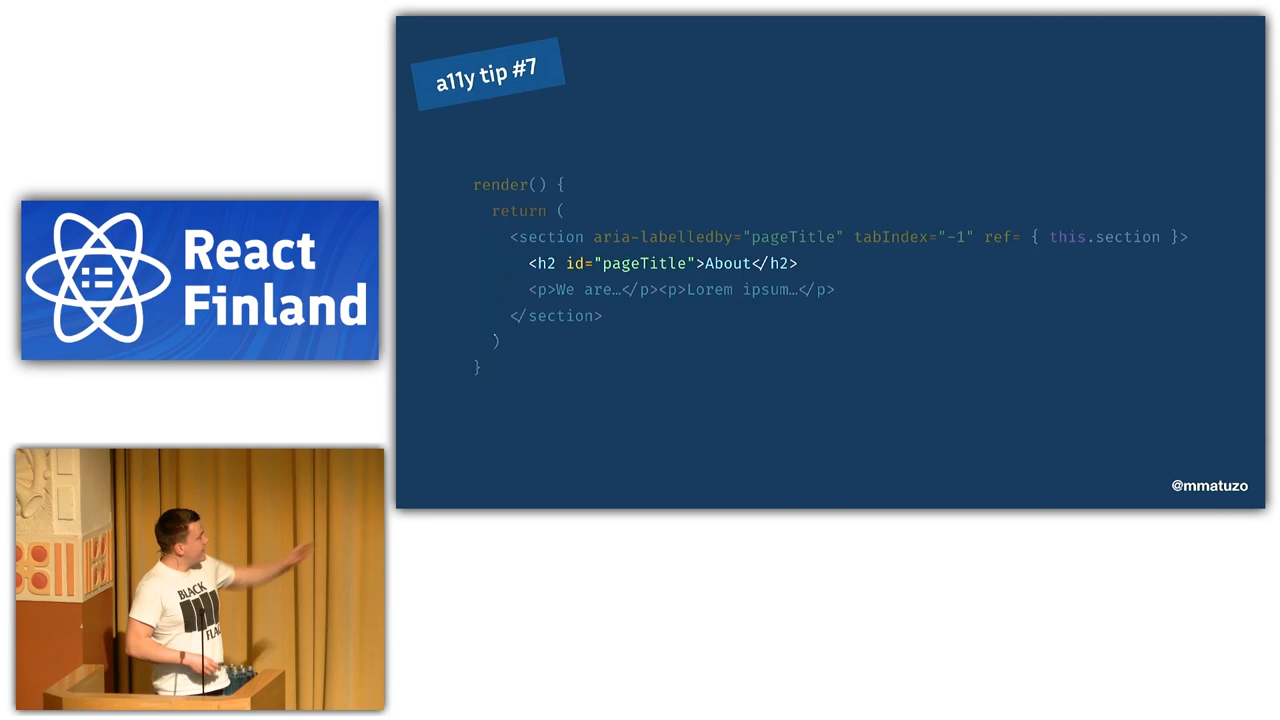 a11y tip #7
render() {
return (
<section aria-labelledby="pageTitle" tabIndex="-1" ref= { this.section }>
<h2 id="pageTitle">About</h2>
<p>We are…</p><p>Lorem ipsum…</p>
</section>
)
}
@mmatuzo
React
Finland
BLACK
FLAG